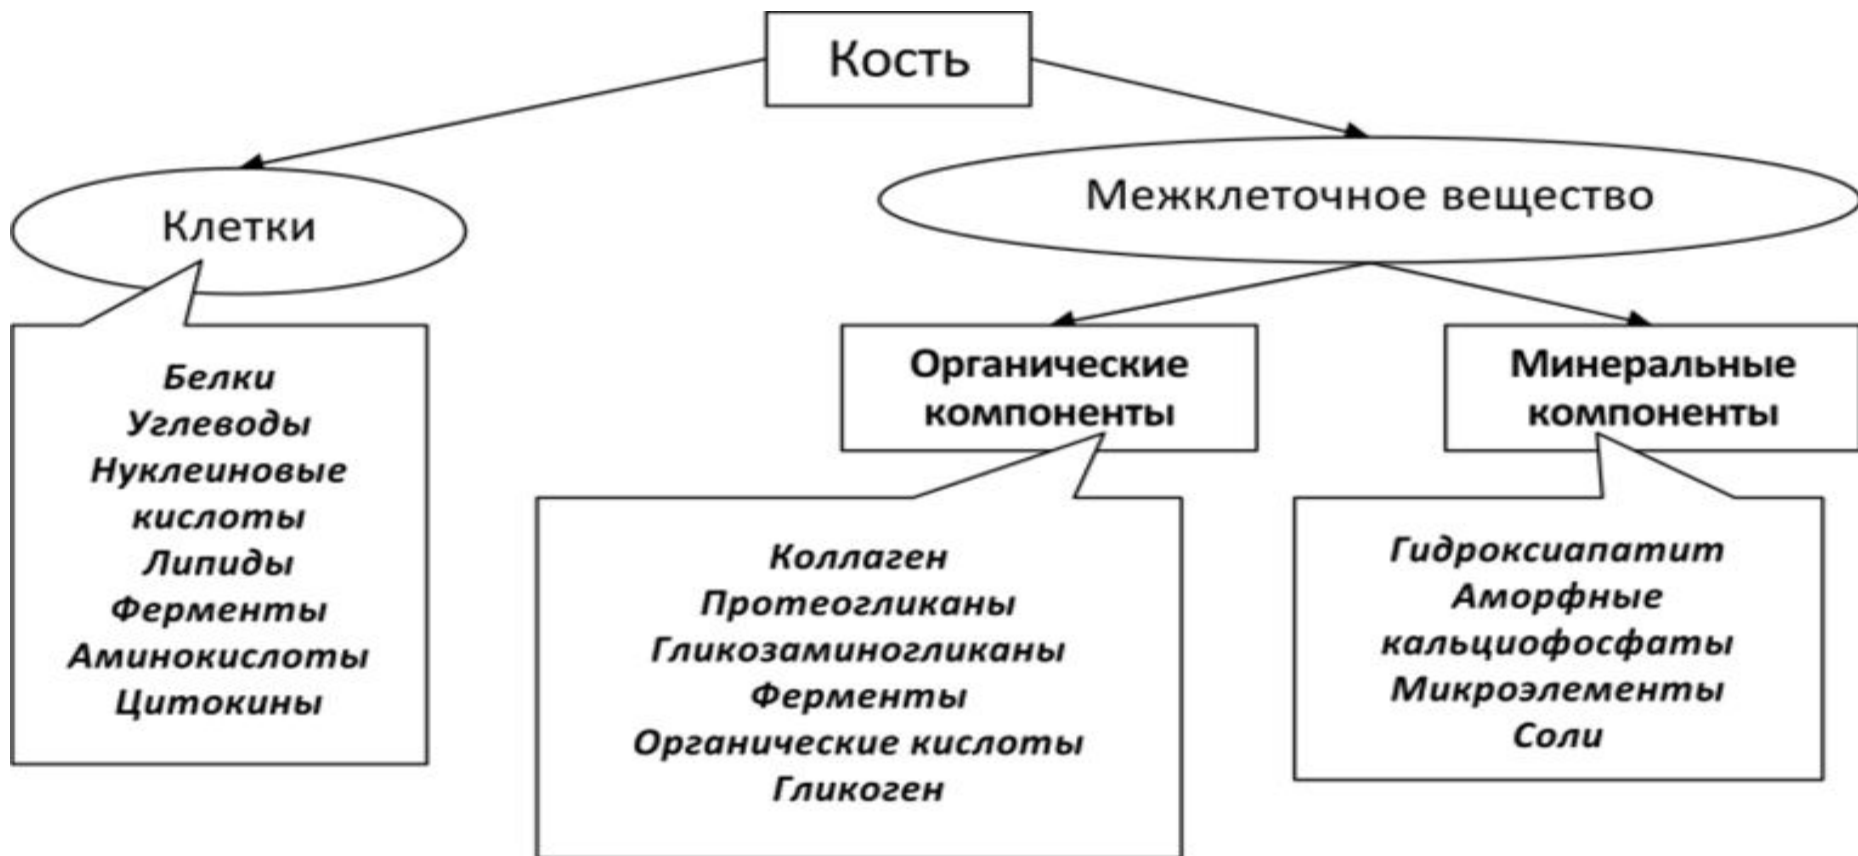 Кость
Клетки
Межклеточное вещество
Белки
Углеводы
Нуклеиновые
кислоты
Липиды
Ферменты
Аминокислоты
Цитокины
Органические
компоненты
Коллаген
Протеогликаны
Гликозаминогликаны
Ферменты
Органические кислоты
Гликоген
Минеральные
компоненты
Гидроксиапатит
Аморфные
кальциофосфаты
Микроэлементы
Соли